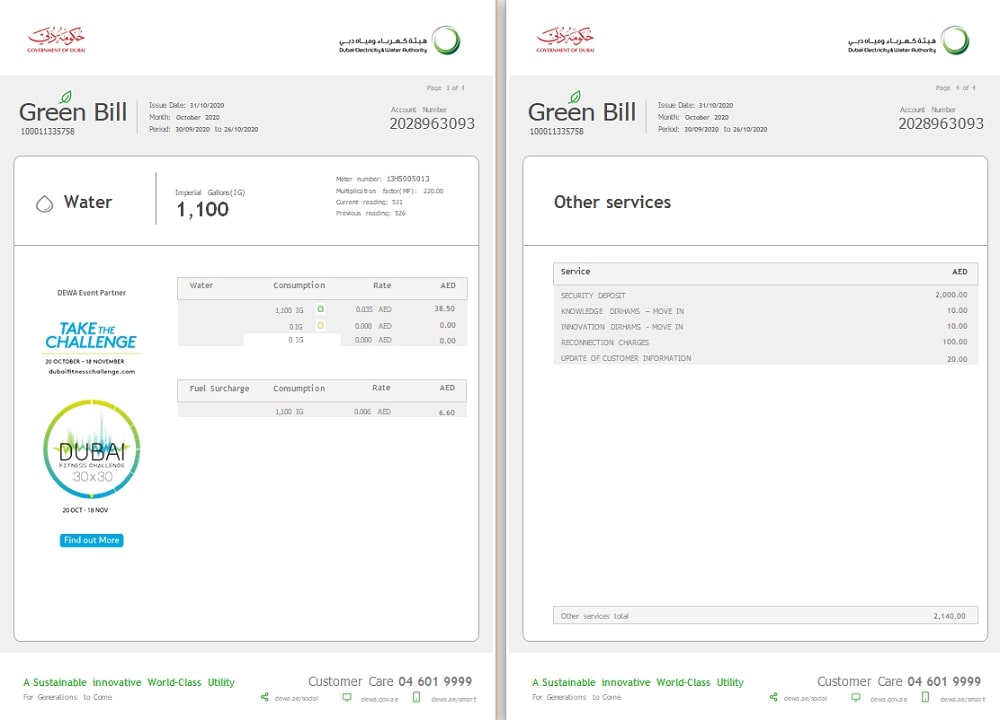 حكومة دبي
GOVERNMENT OF DUBAI
هيئة كهرباء ومياه دبي
Dubai Electricity & Water Authority
Page 3 of 4
Green Bill
100011335758
Issue Date: 31/10/2020
Month: October 2020
Period: 30/09/2020 to 26/10/2020
Account Number
2028963093
Water
Imperial Gallons(IG)
1,100
Meter number: 13HS005013
Multiplication factor(MF): 220.00
Current reading: 531
Previous reading: 526
DEWA Event Partner
TAKE THE
CHALLENGE
20 OCTOBER – 18 NOVEMBER
dubaifitnesschallenge.com
DUBAI
FITNESS CHALLENGE
30x30
20 OCT - 18 NOV
Find out More
Water Consumption Rate AED
1,100 IG 0.035 AED 38.50
0 IG 0.000 AED 0.00
0 IG 0.000 AED 0.00
Fuel Surcharge Consumption Rate AED
1,100 IG 0.006 AED 6.60
A Sustainable innovative World-Class Utility
For Generations to Come
Customer Care 04 601 9999
dewa.ae/social dewa.gov.ae dewa.ae/smart
حكومة دبي
GOVERNMENT OF DUBAI
هيئة كهرباء ومياه دبي
Dubai Electricity & Water Authority
Page 4 of 4
Green Bill
100011335758
Issue Date: 31/10/2020
Month: October 2020
Period: 30/09/2020 to 26/10/2020
Account Number
2028963093
Other services
Service AED
SECURITY DEPOSIT 2,000.00
KNOWLEDGE DIRHAMS – MOVE IN 10.00
INNOVATION DIRHAMS - MOVE IN 10.00
RECONNECTION CHARGES 100.00
UPDATE OF CUSTOMER INFORMATION 20.00
Other services total 2,140.00
A Sustainable innovative World-Class Utility
For Generations to Come
Customer Care 04 601 9999
dewa.ae/social dewa.gov.ae dewa.ae/smart